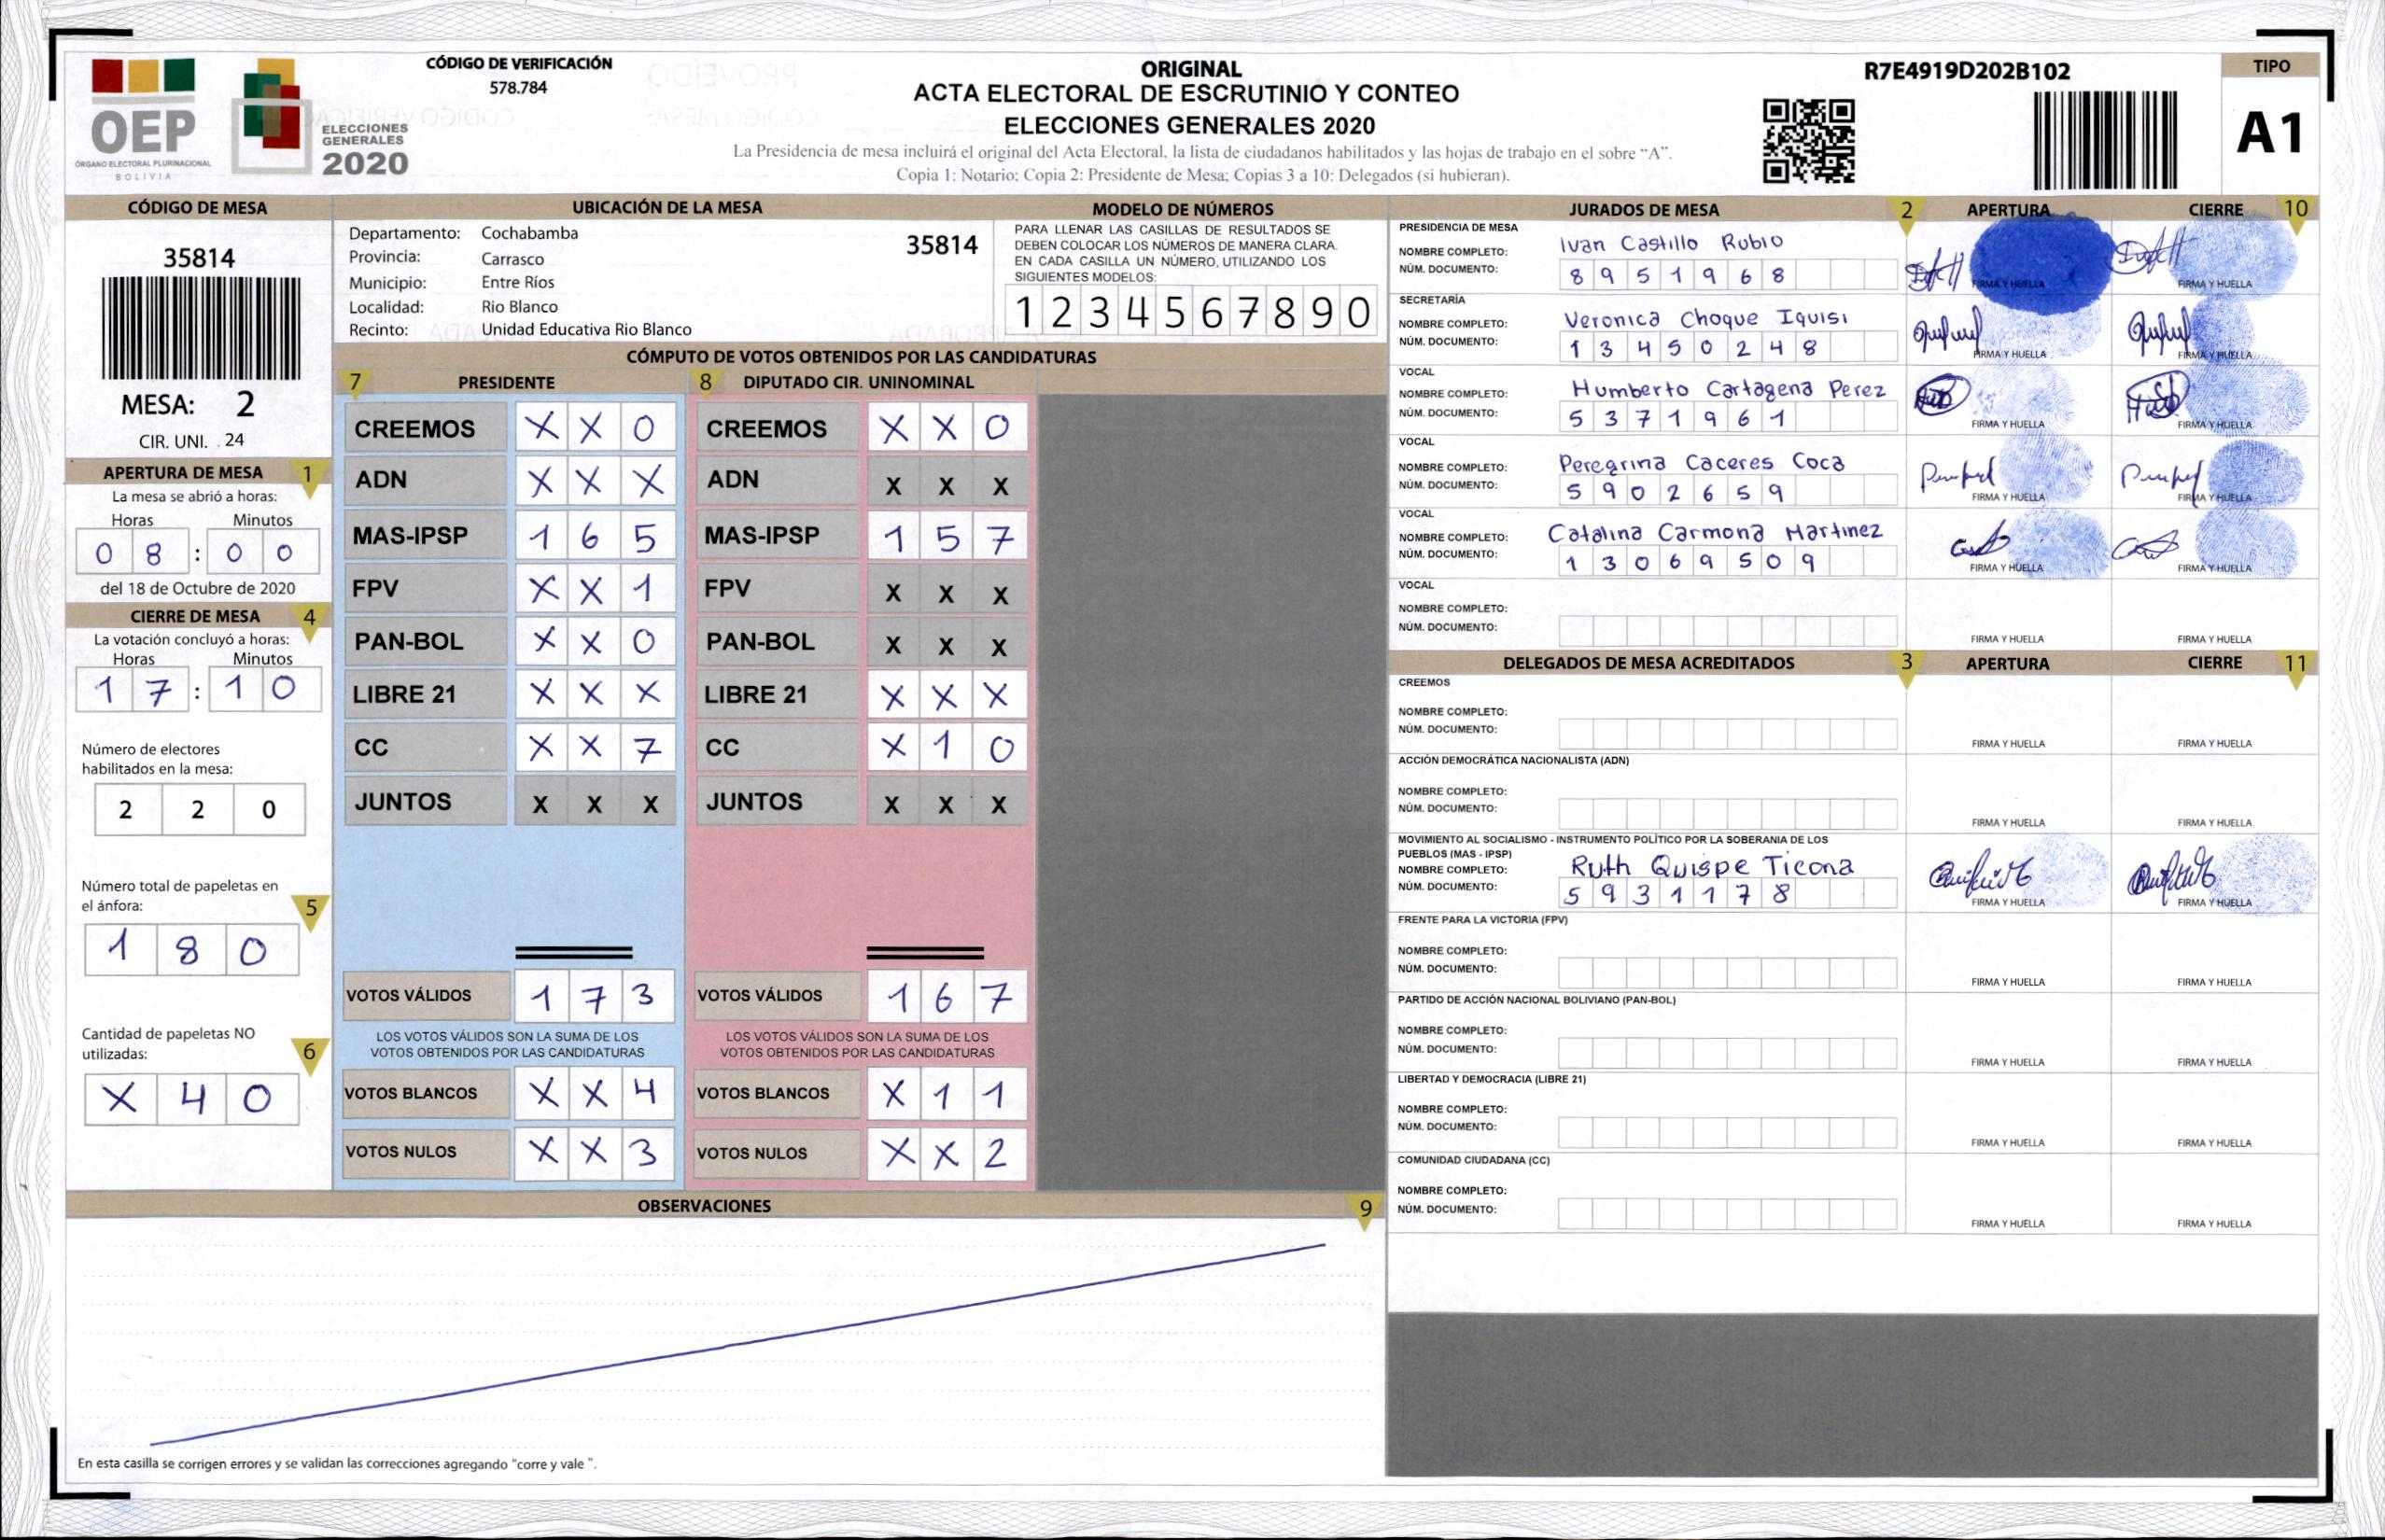 CÓDIGO DE VERIFICACIÓN
578.784
OEP
ÓRGANO ELECTORAL PLURINACIONAL
BOLIVIA
ELECCIONES
GENERALES
2020
ORIGINAL
ACTA ELECTORAL DE ESCRUTINIO Y CONTEO
ELECCIONES GENERALES 2020
La Presidencia de mesa incluirá el original del Acta Electoral, la lista de ciudadanos habilitados y las hojas de trabajo en el sobre “A”.
Copia 1: Notario; Copia 2: Presidente de Mesa; Copias 3 a 10: Delegados (si hubieran).
R7E4919D202B102
TIPO
A1
CÓDIGO DE MESA
35814
MESA: 2
CIR. UNI. 24
APERTURA DE MESA 1
La mesa se abrió a horas:
Horas Minutos
0 8 : 0 0
del 18 de Octubre de 2020
CIERRE DE MESA 4
La votación concluyó a horas:
Horas Minutos
1 7 : 1 0
Número de electores
habilitados en la mesa:
2 2 0
Número total de papeletas en
el ánfora: 5
1 8 0
Cantidad de papeletas NO
utilizadas: 6
X 4 0
UBICACIÓN DE LA MESA
Departamento: Cochabamba
35814
Provincia: Carrasco
Municipio: Entre Ríos
Localidad: Rio Blanco
Recinto: Unidad Educativa Rio Blanco
MODELO DE NÚMEROS
PARA LLENAR LAS CASILLAS DE RESULTADOS SE
DEBEN COLOCAR LOS NÚMEROS DE MANERA CLARA.
EN CADA CASILLA UN NÚMERO, UTILIZANDO LOS
SIGUIENTES MODELOS:
1 2 3 4 5 6 7 8 9 0
CÓMPUTO DE VOTOS OBTENIDOS POR LAS CANDIDATURAS
7 PRESIDENTE
CREEMOS X X 0
ADN X X X
MAS-IPSP 1 6 5
FPV X X 1
PAN-BOL X X 0
LIBRE 21 X X X
CC X X 7
JUNTOS X X X
VOTOS VÁLIDOS 1 7 3
LOS VOTOS VÁLIDOS SON LA SUMA DE LOS
VOTOS OBTENIDOS POR LAS CANDIDATURAS
VOTOS BLANCOS X X 4
VOTOS NULOS X X 3
8 DIPUTADO CIR. UNINOMINAL
CREEMOS X X 0
ADN X X X
MAS-IPSP 1 5 7
FPV X X X
PAN-BOL X X X
LIBRE 21 X X X
CC X 1 0
JUNTOS X X X
VOTOS VÁLIDOS 1 6 7
LOS VOTOS VÁLIDOS SON LA SUMA DE LOS
VOTOS OBTENIDOS POR LAS CANDIDATURAS
VOTOS BLANCOS X 1 1
VOTOS NULOS X X 2
OBSERVACIONES 9
En esta casilla se corrigen errores y se validan las correcciones agregando "corre y vale ".
JURADOS DE MESA 2 APERTURA CIERRE 10
PRESIDENCIA DE MESA
NOMBRE COMPLETO: Ivan Castillo Rubio
NÚM. DOCUMENTO: 8 9 5 1 9 6 8
FIRMA Y HUELLA FIRMA Y HUELLA
SECRETARÍA
NOMBRE COMPLETO: Veronica Choque Iquisi
NÚM. DOCUMENTO: 1 3 4 5 0 2 4 8
FIRMA Y HUELLA FIRMA Y HUELLA
VOCAL
NOMBRE COMPLETO: Humberto Cartagena Perez
NÚM. DOCUMENTO: 5 3 7 1 9 6 1
FIRMA Y HUELLA FIRMA Y HUELLA
VOCAL
NOMBRE COMPLETO: Peregrina Caceres Coca
NÚM. DOCUMENTO: 5 9 0 2 6 5 9
FIRMA Y HUELLA FIRMA Y HUELLA
VOCAL
NOMBRE COMPLETO: Catalina Carmona Martinez
NÚM. DOCUMENTO: 1 3 0 6 9 5 0 9
FIRMA Y HUELLA FIRMA Y HUELLA
VOCAL
NOMBRE COMPLETO:
NÚM. DOCUMENTO:
FIRMA Y HUELLA FIRMA Y HUELLA
DELEGADOS DE MESA ACREDITADOS 3 APERTURA CIERRE 11
CREEMOS
NOMBRE COMPLETO:
NÚM. DOCUMENTO:
FIRMA Y HUELLA FIRMA Y HUELLA
ACCIÓN DEMOCRÁTICA NACIONALISTA (ADN)
NOMBRE COMPLETO:
NÚM. DOCUMENTO:
FIRMA Y HUELLA FIRMA Y HUELLA
MOVIMIENTO AL SOCIALISMO - INSTRUMENTO POLÍTICO POR LA SOBERANIA DE LOS
PUEBLOS (MAS - IPSP)
NOMBRE COMPLETO: Ruth Quispe Ticona
NÚM. DOCUMENTO: 5 9 3 1 1 7 8
FIRMA Y HUELLA FIRMA Y HUELLA
FRENTE PARA LA VICTORIA (FPV)
NOMBRE COMPLETO:
NÚM. DOCUMENTO:
FIRMA Y HUELLA FIRMA Y HUELLA
PARTIDO DE ACCIÓN NACIONAL BOLIVIANO (PAN-BOL)
NOMBRE COMPLETO:
NÚM. DOCUMENTO:
FIRMA Y HUELLA FIRMA Y HUELLA
LIBERTAD Y DEMOCRACIA (LIBRE 21)
NOMBRE COMPLETO:
NÚM. DOCUMENTO:
FIRMA Y HUELLA FIRMA Y HUELLA
COMUNIDAD CIUDADANA (CC)
NOMBRE COMPLETO:
NÚM. DOCUMENTO:
FIRMA Y HUELLA FIRMA Y HUELLA